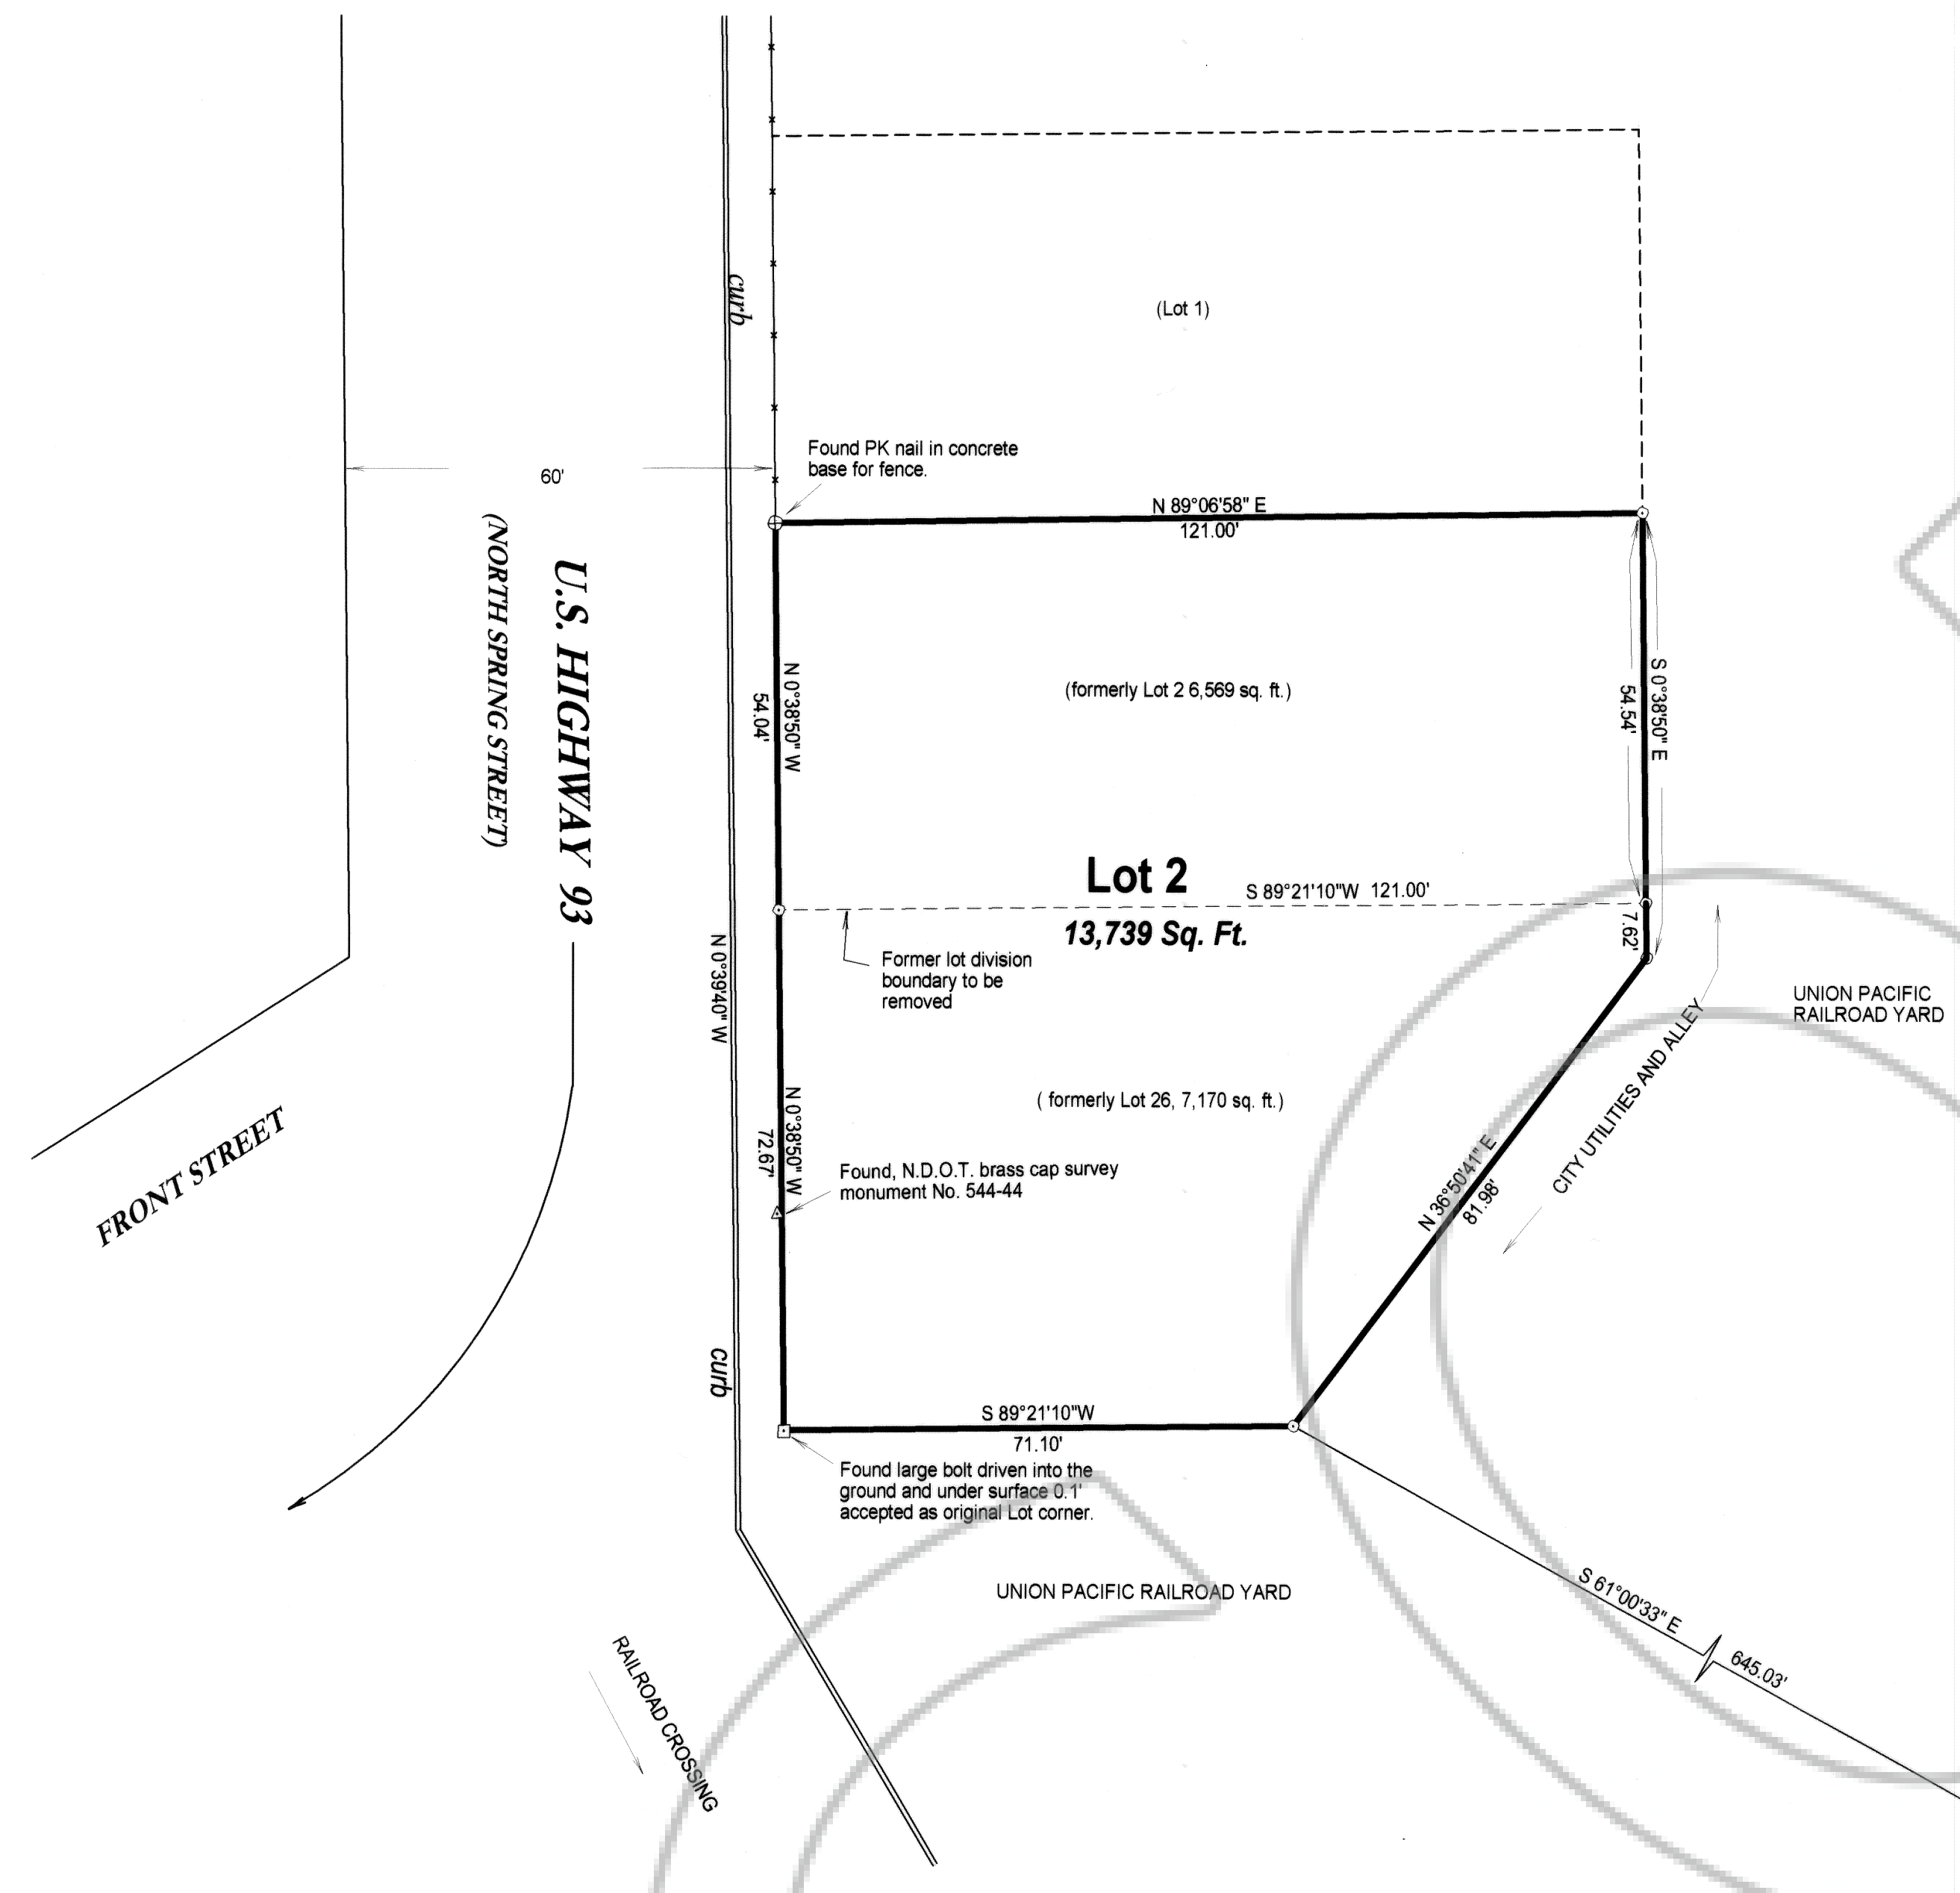 curb
(Lot 1)
Found PK nail in concrete
base for fence.
60'
N 89°06'58" E
121.00'
(NORTH SPRING STREET)
U.S. HIGHWAY 93
N 0°38'50" W
54.04'
(formerly Lot 2 6,569 sq. ft.)
54.54'
S 0°38'50" E
Lot 2
S 89°21'10"W 121.00'
13,739 Sq. Ft.
7.62'
N 0°39'40" W
Former lot division
boundary to be
removed
UNION PACIFIC
RAILROAD YARD
CITY UTILITIES AND ALLEY
FRONT STREET
( formerly Lot 26, 7,170 sq. ft.)
N 0°38'50" W
72.67'
Found, N.D.O.T. brass cap survey
monument No. 544-44
N 36°50'41" E
81.98'
curb
S 89°21'10"W
71.10'
Found large bolt driven into the
ground and under surface 0.1'
accepted as original Lot corner.
UNION PACIFIC RAILROAD YARD
S 61°00'33" E
645.03'
RAILROAD CROSSING